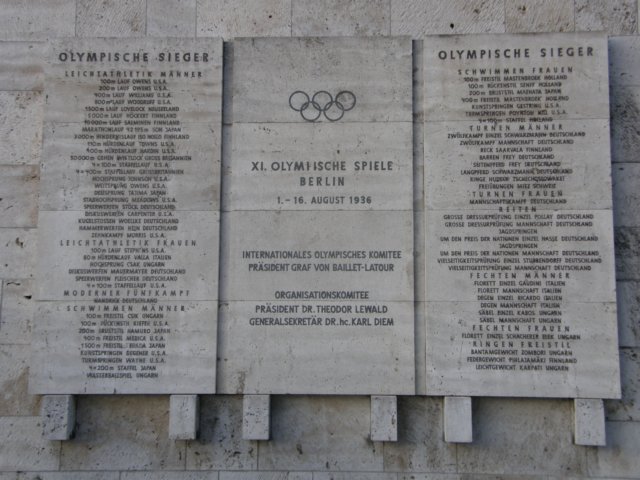 OLYMPISCHE SIEGER
LEICHTATHLETIK MÄNNER
100m LAUF OWENS U.S.A.
200m LAUF OWENS U.S.A.
400m LAUF WILLIAMS U.S.A.
800m LAUF WOODRUFF U.S.A.
1500m LAUF LOVELOCK NEUSEELAND
5000m LAUF HÖCKERT FINNLAND
10000m LAUF SALMINEN FINNLAND
MARATHONLAUF 42195m SON JAPAN
3000m HINDERNISLAUF ISO HOLLO FINNLAND
110m HÜRDENLAUF TOWNS U.S.A.
400m HÜRDENLAUF HARDIN U.S.A.
50000m GEHEN WHITLOCK GROSS BRITANNIEN
4×100m STAFFELLAUF U.S.A.
4×400m STAFFELLAUF GROSSBRITANNIEN
HOCHSPRUNG JOHNSON U.S.A.
WEITSPRUNG OWENS U.S.A.
DREISPRUNG TAJIMA JAPAN
STABHOCHSPRUNG MEADOWS U.S.A.
SPEERWERFEN STÖCK DEUTSCHLAND
DISKUSWERFEN CARPENTER U.S.A.
KUGELSTOSSEN WOELLKE DEUTSCHLAND
HAMMERWERFEN HEIN DEUTSCHLAND
ZEHNKAMPF MORRIS U.S.A.
LEICHTATHLETIK FRAUEN
100m LAUF STEPHENS U.S.A.
80m HÜRDENLAUF VALLA ITALIEN
HOCHSPRUNG CSAK UNGARN
DISKUSWERFEN MAUERMAYER DEUTSCHLAND
SPEERWERFEN FLEISCHER DEUTSCHLAND
4×100m STAFFELLAUF U.S.A.
MODERNER FÜNFKAMPF
HANDRICK DEUTSCHLAND
SCHWIMMEN MÄNNER
100m FREISTIL CSIK UNGARN
100m RÜCKENSTIL KIEFER U.S.A.
200m BRUSTSTIL HAMURO JAPAN
400m FREISTIL MEDICA U.S.A.
1500m FREISTIL TERADA JAPAN
KUNSTSPRINGEN DEGENER U.S.A.
TURMSPRINGEN WAYNE U.S.A.
4×200m STAFFEL JAPAN
WASSERBALLSPIEL UNGARN
XI. OLYMPISCHE SPIELE
BERLIN
1.–16. AUGUST 1936
INTERNATIONALES OLYMPISCHES KOMITEE
PRÄSIDENT GRAF VON BAILLET-LATOUR
ORGANISATIONSKOMITEE
PRÄSIDENT DR. THEODOR LEWALD
GENERALSEKRETÄR DR. hc. KARL DIEM
OLYMPISCHE SIEGER
SCHWIMMEN FRAUEN
100m FREISTIL MASTENBROEK HOLLAND
100m RÜCKENSTIL SENFF HOLLAND
200m BRUSTSTIL MAEHATA JAPAN
400m FREISTIL MASTENBROEK HOLLAND
KUNSTSPRINGEN GESTRING U.S.A.
TURMSPRINGEN POYNTON HILL U.S.A.
4×100m STAFFEL HOLLAND
TURNEN MÄNNER
ZWÖLFKAMPF EINZEL SCHWARZMANN DEUTSCHLAND
ZWÖLFKAMPF MANNSCHAFT DEUTSCHLAND
RECK SAARVALA FINNLAND
BARREN FREY DEUTSCHLAND
SEITENPFERD FREY DEUTSCHLAND
LANGPFERD SCHWARZMANN DEUTSCHLAND
RINGE HUDEC TSCHECHOSLOWAKEI
FREIÜBUNGEN MIEZ SCHWEIZ
TURNEN FRAUEN
MANNSCHAFTSKAMPF DEUTSCHLAND
REITEN
GROSSE DRESSURPRÜFUNG EINZEL POLLAY DEUTSCHLAND
GROSSE DRESSURPRÜFUNG MANNSCHAFT DEUTSCHLAND
JAGDSPRINGEN
UM DEN PREIS DER NATIONEN EINZEL HASSE DEUTSCHLAND
JAGDSPRINGEN
UM DEN PREIS DER NATIONEN MANNSCHAFT DEUTSCHLAND
VIELSEITIGKEITSPRÜFUNG EINZEL STUBBENDORFF DEUTSCHLAND
VIELSEITIGKEITSPRÜFUNG MANNSCHAFT DEUTSCHLAND
FECHTEN MÄNNER
FLORETT EINZEL GAUDINI ITALIEN
FLORETT MANNSCHAFT ITALIEN
DEGEN EINZEL RICARDO ITALIEN
DEGEN MANNSCHAFT ITALIEN
SÄBEL EINZEL KABOS UNGARN
SÄBEL MANNSCHAFT UNGARN
FECHTEN FRAUEN
FLORETT EINZEL SCHACHERER ELEK UNGARN
RINGEN FREISTIL
BANTAMGEWICHT ZOMBORI UNGARN
FEDERGEWICHT PIHLAJAMÄKI FINNLAND
LEICHTGEWICHT KARPATI UNGARN